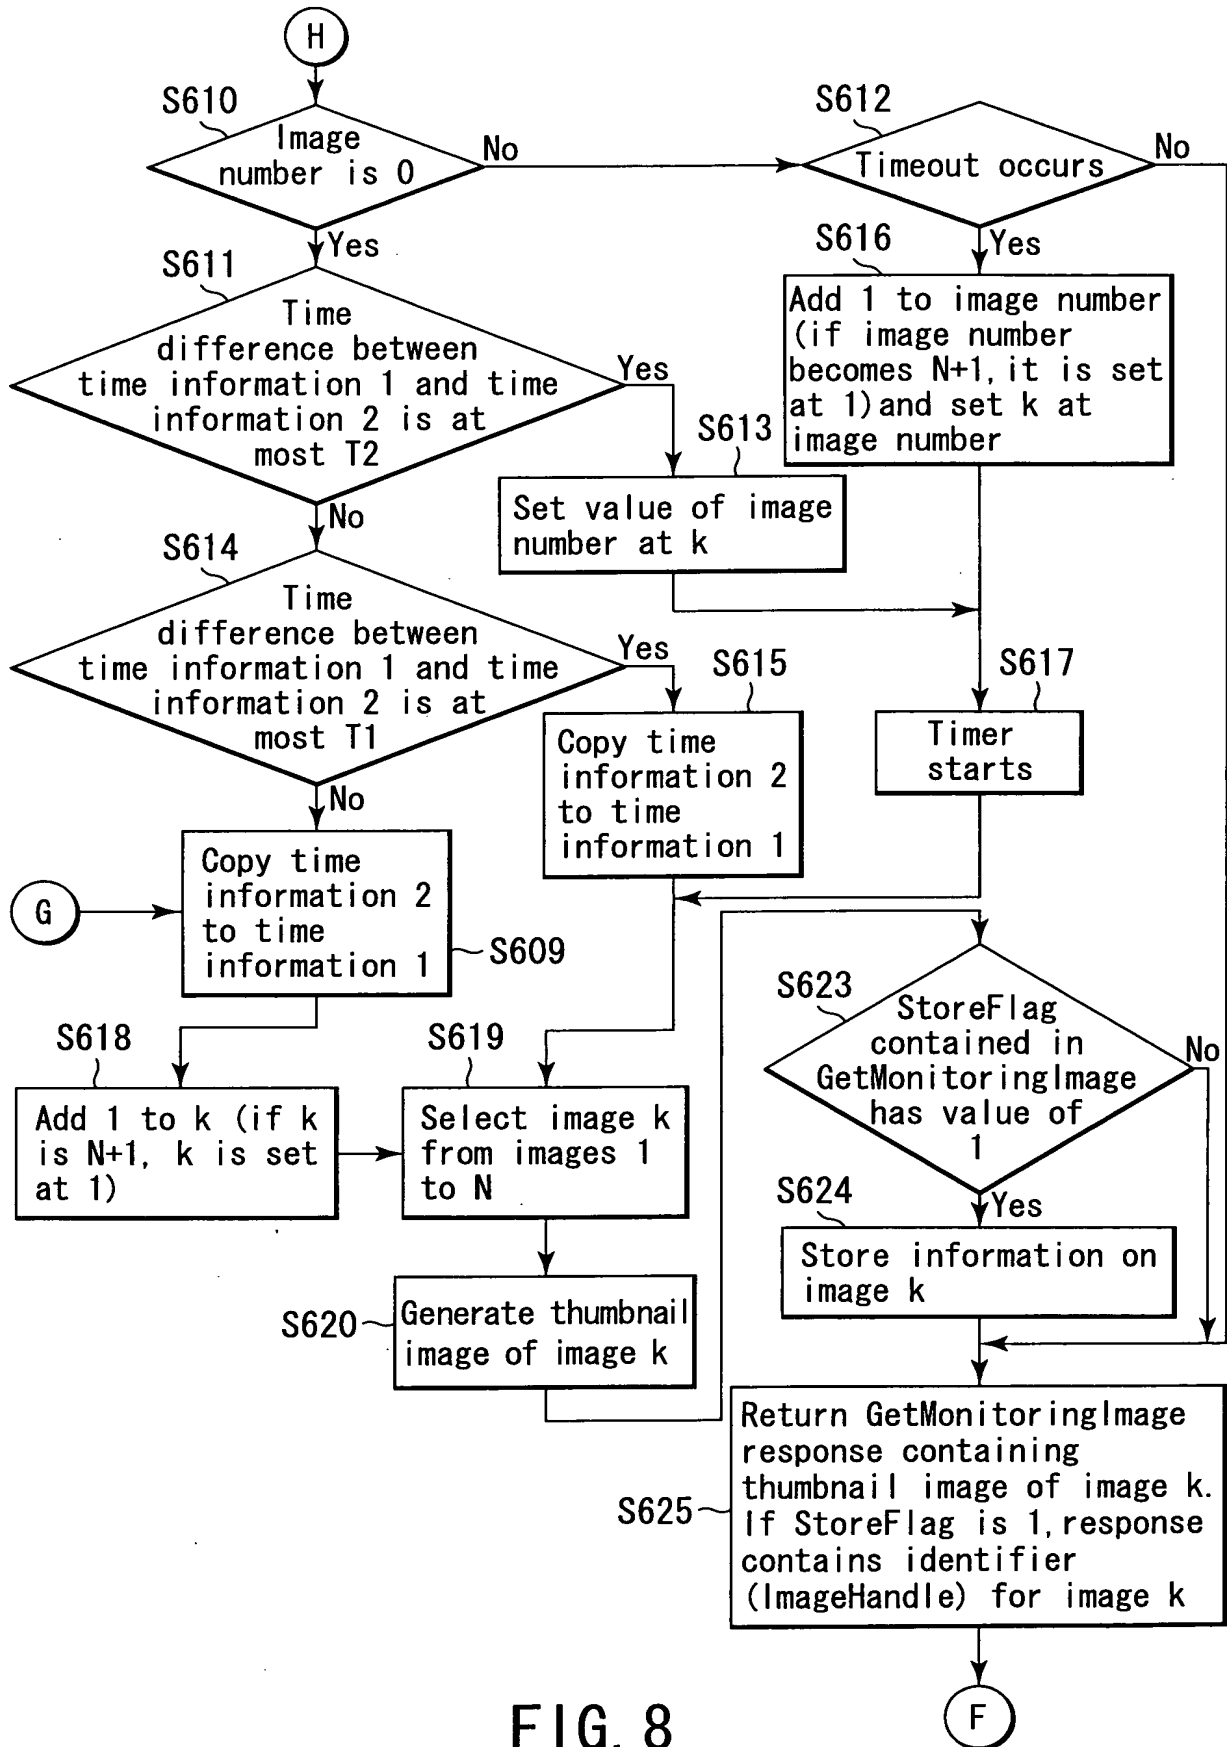 H
S610
Image
number is 0
No
Yes
S612
Timeout occurs
No
Yes
S611
Time
difference between
time information 1 and time
information 2 is at
most T2
Yes
No
S616
Add 1 to image number
(if image number
becomes N+1, it is set
at 1) and set k at
image number
S613
Set value of image
number at k
S614
Time
difference between
time information 1 and time
information 2 is at
most T1
Yes
No
S615
Copy time
information 2
to time
information 1
S617
Timer
starts
G
Copy time
information 2
to time
information 1
S609
S618
Add 1 to k (if k
is N+1, k is set
at 1)
S619
Select image k
from images 1
to N
S620
Generate thumbnail
image of image k
S623
StoreFlag
contained in
GetMonitoringImage
has value of
1
No
Yes
S624
Store information on
image k
S625
Return GetMonitoringImage
response containing
thumbnail image of image k.
If StoreFlag is 1, response
contains identifier
(ImageHandle) for image k
F
FIG. 8